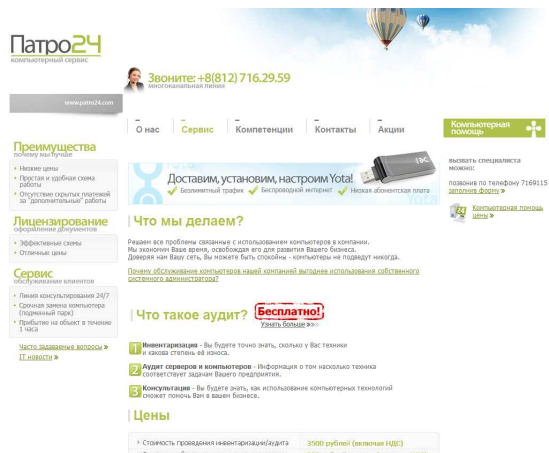 Патро24
компьютерный сервис
Звоните: +8(812) 716.29.59
многоканальная линия
www.patro24.com
О нас
Сервис
Компетенции
Контакты
Акции
Компьютерная
помощь
Преимущества
почему мы лучше
Низкие цены
Простая и удобная схема
работы
Отсутствие скрытых платежей
за "дополнительные" работы
Лицензирование
оформление документов
Эффективные схемы
Отличные цены
Сервис
обслуживание клиентов
Линия консультирования 24/7
Срочная замена компьютера
(подменный парк)
Прибытие на объект в течение
1 часа
Часто задаваемые вопросы »
IT новости »
Доставим, установим, настроим Yota!
Безлимитный трафик
Беспроводной интернет
Низкая абонентская плата
Yota
Что мы делаем?
Решаем все проблемы связанные с использованием компьютеров в компании.
Мы экономим Ваше время, освобождая его для развития Вашего бизнеса.
Доверяя нам Вашу сеть, Вы можете быть спокойны - компьютеры не подведут никогда.
Почему обслуживание компьютеров нашей компанией выгоднее использования собственного
системного администратора?
Что такое аудит?
Бесплатно!
Узнать больше »»»
1 Инвентаризация - Вы будете точно знать, сколько у Вас техники
и какова степень её износа.
2 Аудит серверов и компьютеров - Информация о том насколько техника
соответствует задачам Вашего предприятия.
3 Консультация - Вы будете знать, как использование компьютерных технологий
сможет помочь Вам в вашем бизнесе.
Цены
Стоимость проведения инвентаризации/аудита
3500 рублей (включая НДС)
вызвать специалиста
можно:
позвонив по телефону 7169115
заполнив форму »
Компьютерная помощь
цены »